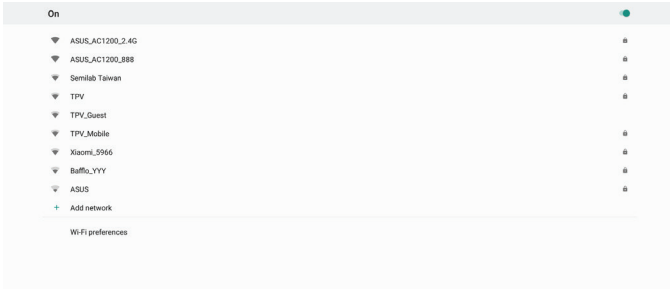 On
ASUS_AC1200_2.4G
ASUS_AC1200_888
Semilab Taiwan
TPV
TPV_Guest
TPV_Mobile
Xiaomi_5966
Bafflo_YYY
ASUS
Add network
Wi-Fi preferences